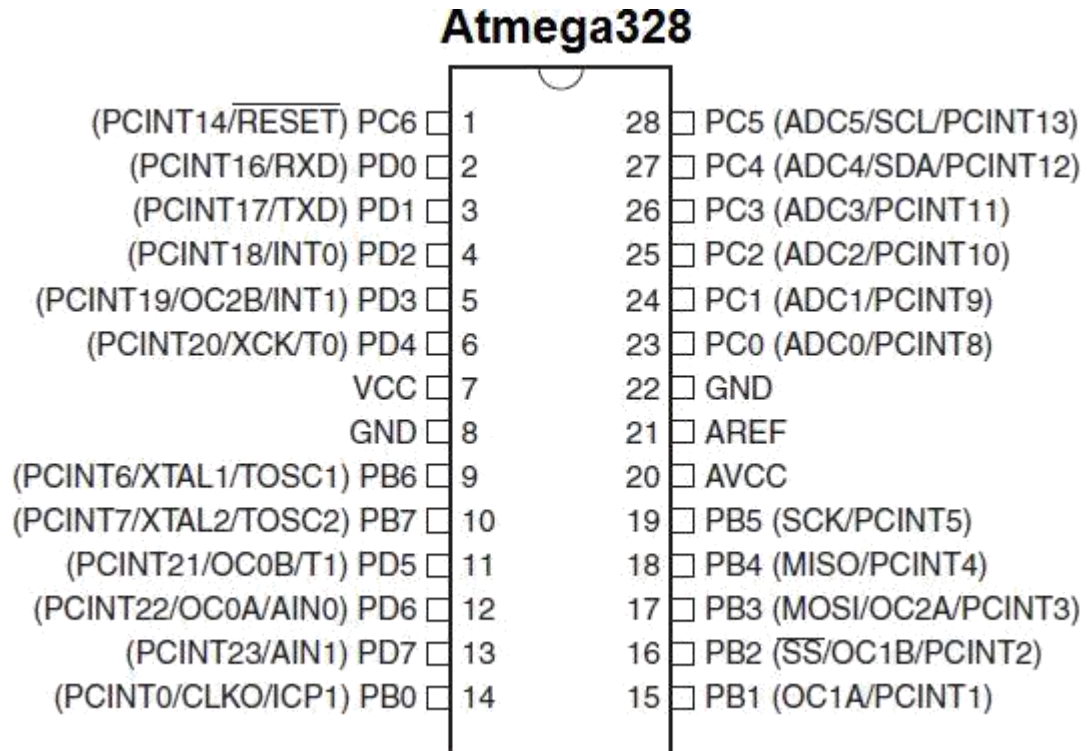 Atmega328
(PCINT14/RESET) PC6 1 28 PC5 (ADC5/SCL/PCINT13)
(PCINT16/RXD) PD0 2 27 PC4 (ADC4/SDA/PCINT12)
(PCINT17/TXD) PD1 3 26 PC3 (ADC3/PCINT11)
(PCINT18/INT0) PD2 4 25 PC2 (ADC2/PCINT10)
(PCINT19/OC2B/INT1) PD3 5 24 PC1 (ADC1/PCINT9)
(PCINT20/XCK/T0) PD4 6 23 PC0 (ADC0/PCINT8)
VCC 7 22 GND
GND 8 21 AREF
(PCINT6/XTAL1/TOSC1) PB6 9 20 AVCC
(PCINT7/XTAL2/TOSC2) PB7 10 19 PB5 (SCK/PCINT5)
(PCINT21/OC0B/T1) PD5 11 18 PB4 (MISO/PCINT4)
(PCINT22/OC0A/AIN0) PD6 12 17 PB3 (MOSI/OC2A/PCINT3)
(PCINT23/AIN1) PD7 13 16 PB2 (SS/OC1B/PCINT2)
(PCINT0/CLKO/ICP1) PB0 14 15 PB1 (OC1A/PCINT1)